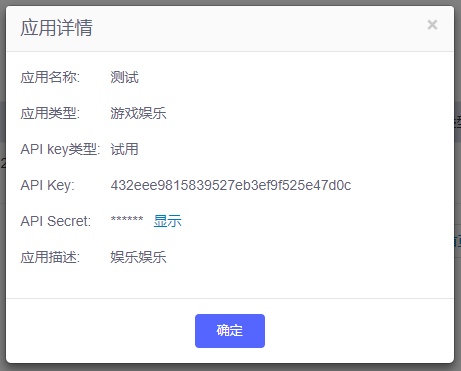 应用详情 ×
应用名称: 测试
应用类型: 游戏娱乐
API key类型: 试用
API Key: 432eee9815839527eb3ef9f525e47d0c
API Secret: ****** 显示
应用描述: 娱乐娱乐
确定